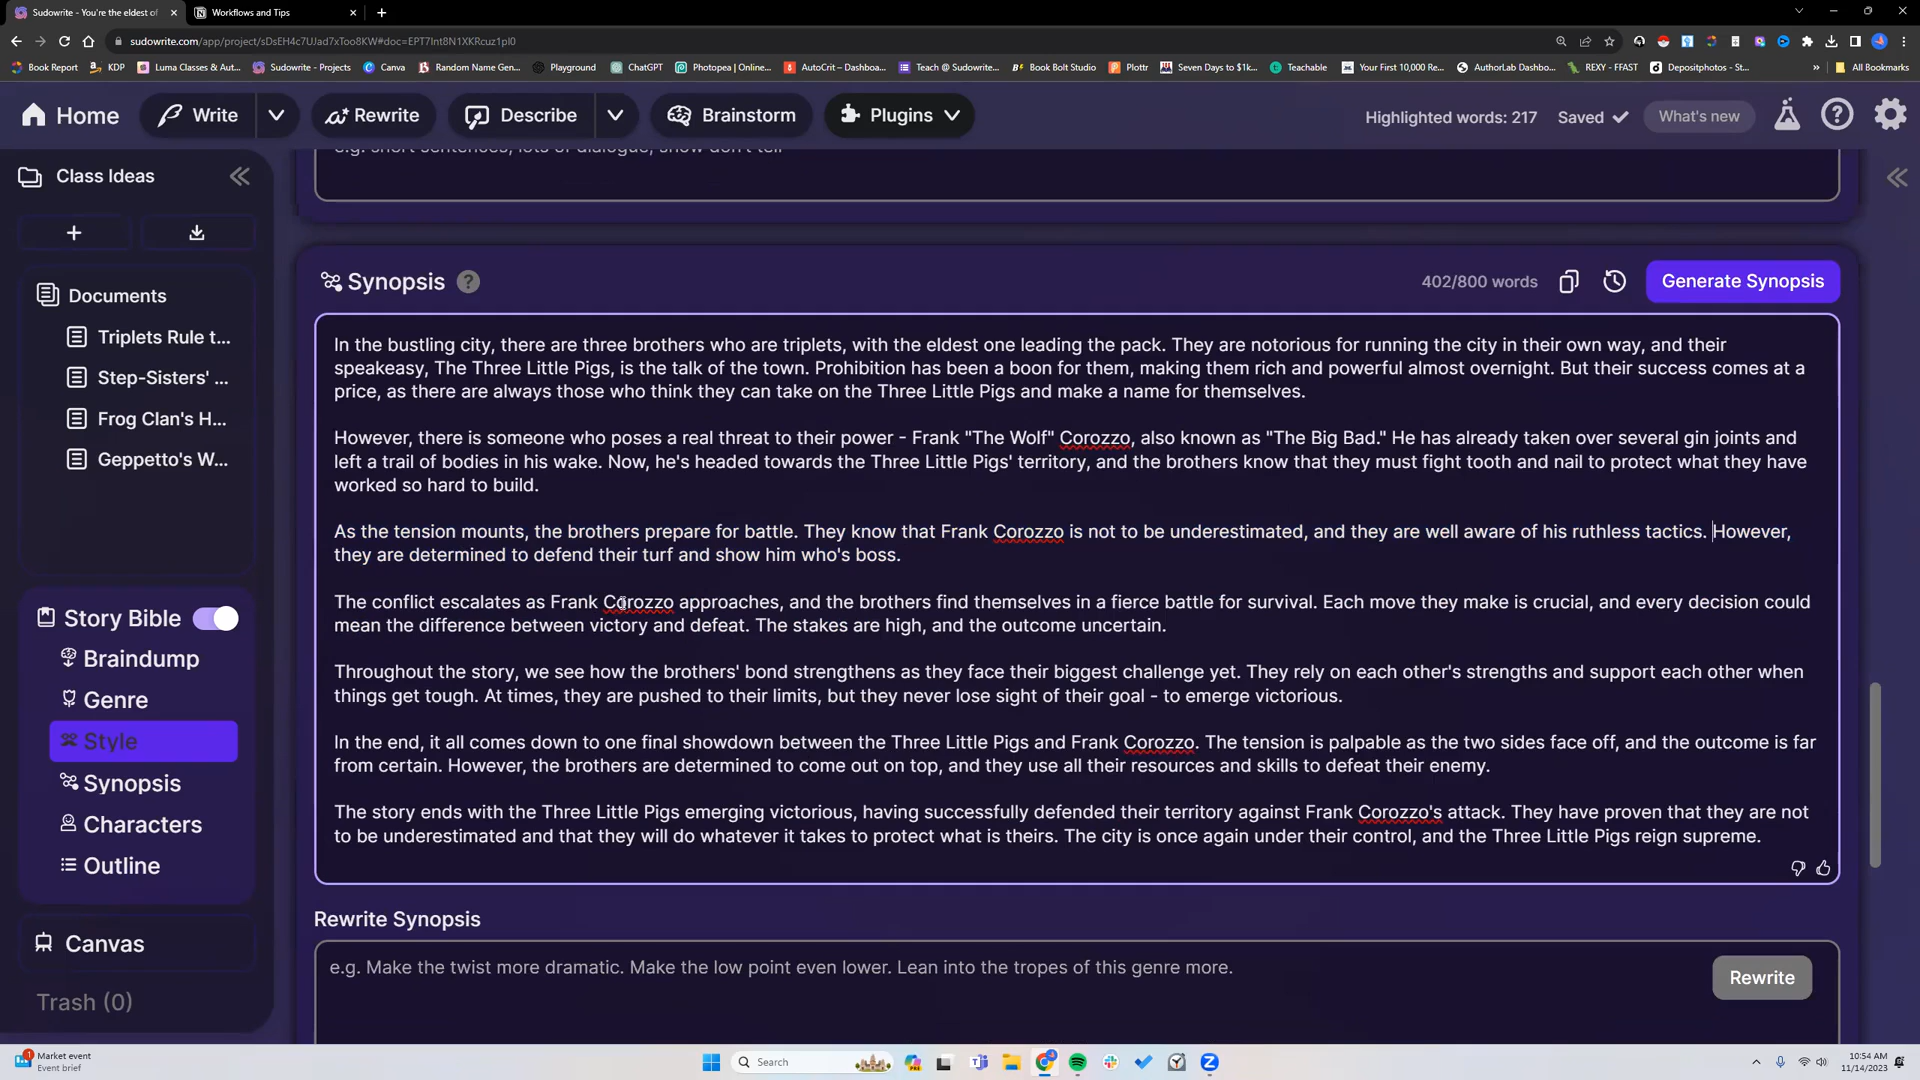 Sudowrite - You're the eldest of
Workflows and Tips
sudowrite.com/app/project/sDsEH4c7UJad7xToo8KW#doc=EPT7Int8N1XKRcuz1pI0
Book Report
KDP
Luma Classes & Aut...
Sudowrite - Projects
Canva
Random Name Gen...
Playground
ChatGPT
Photopea | Online...
AutoCrit – Dashboa...
Teach @ Sudowrite...
Book Bolt Studio
Plottr
Seven Days to $1k...
Teachable
Your First 10,000 Re...
AuthorLab Dashbo...
REXY - FFAST
Depositphotos - St...
All Bookmarks
Home
Write
Rewrite
Describe
Brainstorm
Plugins
Highlighted words: 217
Saved
What's new
Class Ideas
Documents
Triplets Rule t...
Step-Sisters' ...
Frog Clan's H...
Geppetto's W...
Story Bible
Braindump
Genre
Style
Synopsis
Characters
Outline
Canvas
Trash (0)
e.g. short sentences, lots of dialogue, show don't tell
Synopsis
402/800 words
Generate Synopsis
In the bustling city, there are three brothers who are triplets, with the eldest one leading the pack. They are notorious for running the city in their own way, and their
speakeasy, The Three Little Pigs, is the talk of the town. Prohibition has been a boon for them, making them rich and powerful almost overnight. But their success comes at a
price, as there are always those who think they can take on the Three Little Pigs and make a name for themselves.
However, there is someone who poses a real threat to their power - Frank "The Wolf" Corozzo, also known as "The Big Bad." He has already taken over several gin joints and
left a trail of bodies in his wake. Now, he's headed towards the Three Little Pigs' territory, and the brothers know that they must fight tooth and nail to protect what they have
worked so hard to build.
As the tension mounts, the brothers prepare for battle. They know that Frank Corozzo is not to be underestimated, and they are well aware of his ruthless tactics. However,
they are determined to defend their turf and show him who's boss.
The conflict escalates as Frank Corozzo approaches, and the brothers find themselves in a fierce battle for survival. Each move they make is crucial, and every decision could
mean the difference between victory and defeat. The stakes are high, and the outcome uncertain.
Throughout the story, we see how the brothers' bond strengthens as they face their biggest challenge yet. They rely on each other's strengths and support each other when
things get tough. At times, they are pushed to their limits, but they never lose sight of their goal - to emerge victorious.
In the end, it all comes down to one final showdown between the Three Little Pigs and Frank Corozzo. The tension is palpable as the two sides face off, and the outcome is far
from certain. However, the brothers are determined to come out on top, and they use all their resources and skills to defeat their enemy.
The story ends with the Three Little Pigs emerging victorious, having successfully defended their territory against Frank Corozzo's attack. They have proven that they are not
to be underestimated and that they will do whatever it takes to protect what is theirs. The city is once again under their control, and the Three Little Pigs reign supreme.
Rewrite Synopsis
e.g. Make the twist more dramatic. Make the low point even lower. Lean into the tropes of this genre more.
Rewrite
1
Market event
Event brief
Search
10:54 AM
11/14/2023